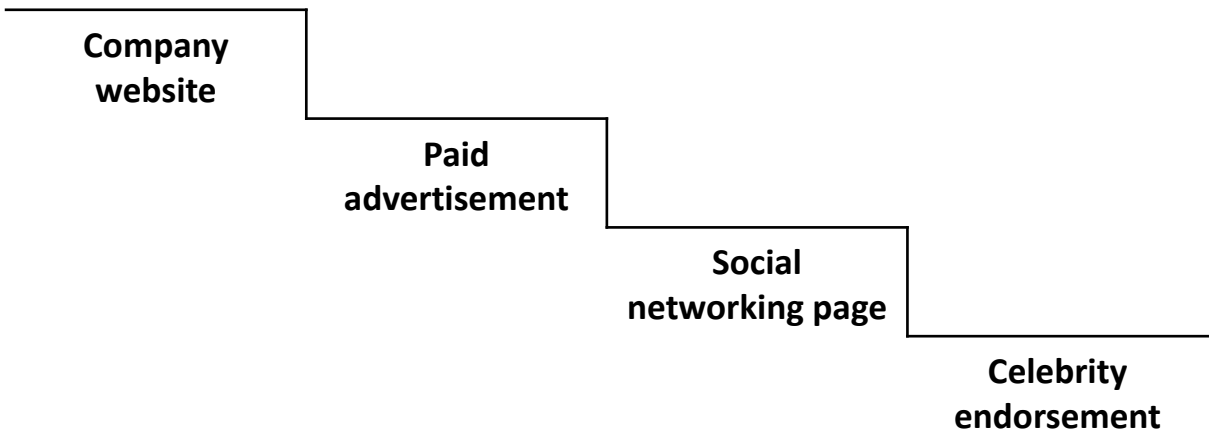 Company
website
Paid
advertisement
Social
networking page
Celebrity
endorsement